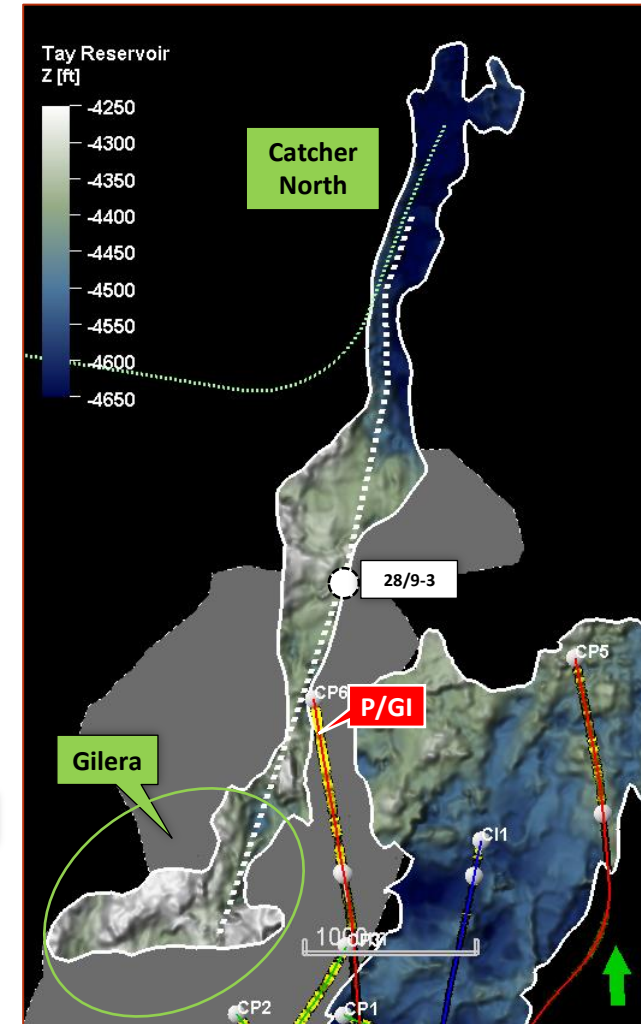 Tay Reservoir
Z [ft]
-4250
-4300
-4350
-4400
-4450
-4500
-4550
-4600
-4650
Catcher
North
28/9-3
CP5
CP6
P/GI
Gilera
CI1
1000m
CP2
CP1